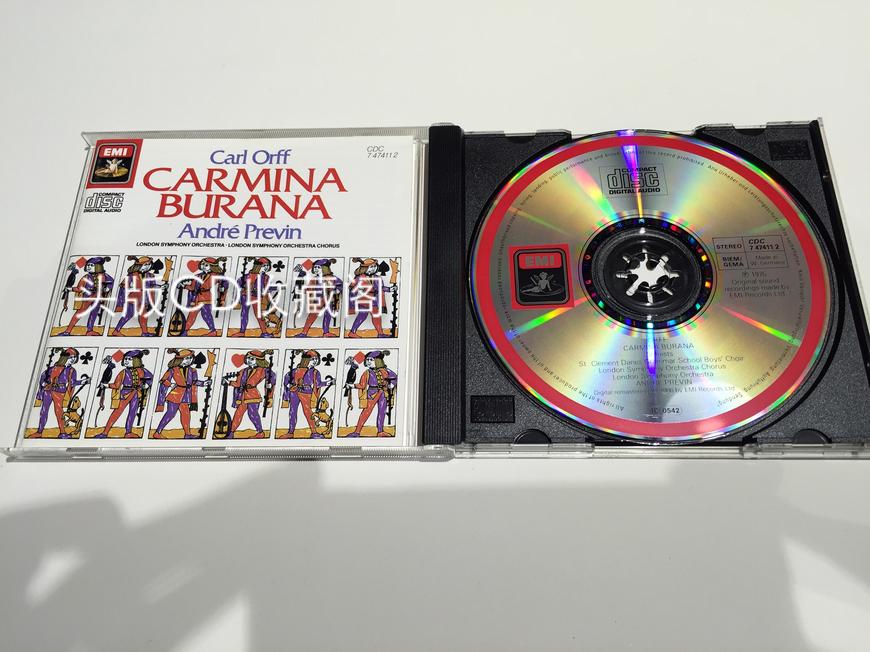 EMI
Carl Orff
CDC
7 47411 2
CARMINA
BURANA
COMPACT
disc
DIGITAL AUDIO
André Previn
LONDON SYMPHONY ORCHESTRA · LONDON SYMPHONY ORCHESTRA CHORUS
头版CD收藏阁
COMPACT
disc
DIGITAL AUDIO
EMI
STEREO
CDC
7 47411 2
BIEM/
GEMA
Made in
W. Germany
℗ 1975
Original sound
recordings made by
EMI Records Ltd.
CARMINA BURANA
St. Clement Danes Grammar School Boys' Choir
London Symphony Orchestra Chorus
London Symphony Orchestra
ANDRÉ PREVIN
Digital remastering by EMI Records Ltd.
0542